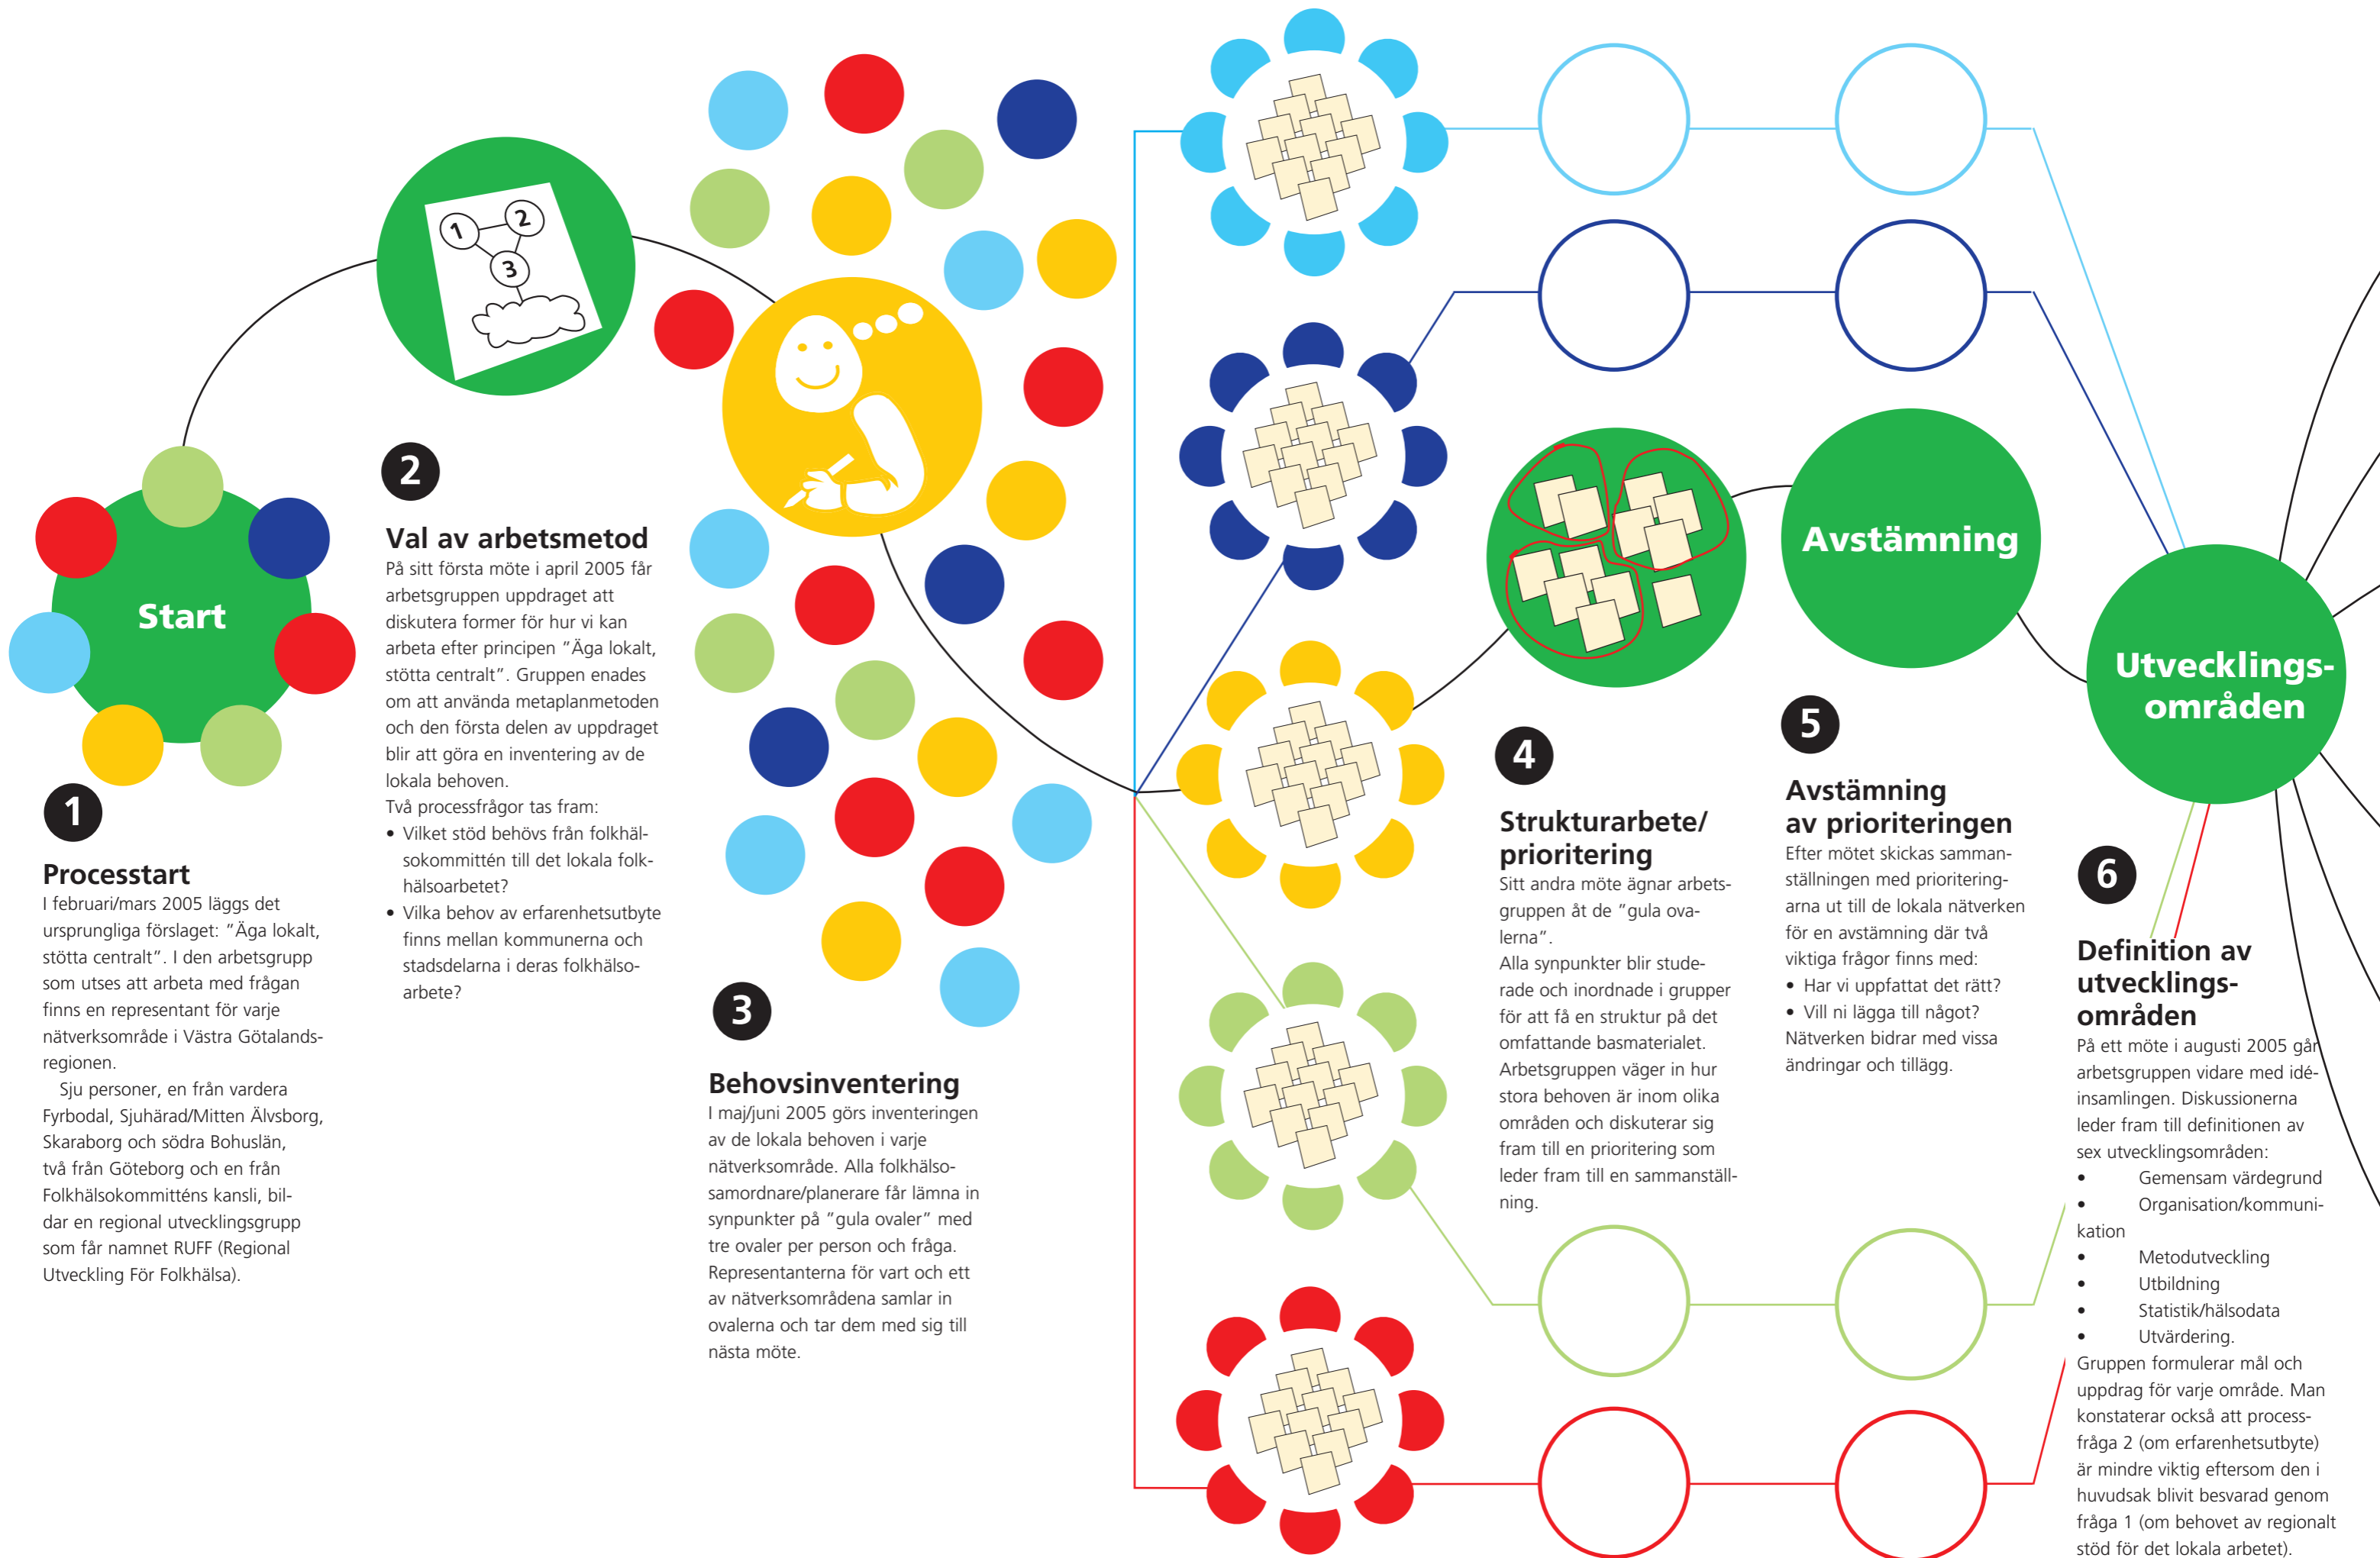 Start
1
Processtart
I februari/mars 2005 läggs det
ursprungliga förslaget: ”Äga lokalt,
stötta centralt”. I den arbetsgrupp
som utses att arbeta med frågan
finns en representant för varje
nätverksområde i Västra Götalands-
regionen.
Sju personer, en från vardera
Fyrbodal, Sjuhärad/Mitten Älvsborg,
Skaraborg och södra Bohuslän,
två från Göteborg och en från
Folkhälsokommitténs kansli, bil-
dar en regional utvecklingsgrupp
som får namnet RUFF (Regional
Utveckling För Folkhälsa).
1
2
3
2
Val av arbetsmetod
På sitt första möte i april 2005 får
arbetsgruppen uppdraget att
diskutera former för hur vi kan
arbeta efter principen ”Äga lokalt,
stötta centralt”. Gruppen enades
om att använda metaplanmetoden
och den första delen av uppdraget
blir att göra en inventering av de
lokala behoven.
Två processfrågor tas fram:
• Vilket stöd behövs från folkhäl-
sokommittén till det lokala folk-
hälsoarbetet?
• Vilka behov av erfarenhetsutbyte
finns mellan kommunerna och
stadsdelarna i deras folkhälso-
arbete?
3
Behovsinventering
I maj/juni 2005 görs inventeringen
av de lokala behoven i varje
nätverksområde. Alla folkhälso-
samordnare/planerare får lämna in
synpunkter på ”gula ovaler” med
tre ovaler per person och fråga.
Representanterna för vart och ett
av nätverksområdena samlar in
ovalerna och tar dem med sig till
nästa möte.
4
Strukturarbete/
prioritering
Sitt andra möte ägnar arbets-
gruppen åt de ”gula ova-
lerna”.
Alla synpunkter blir stude-
rade och inordnade i grupper
för att få en struktur på det
omfattande basmaterialet.
Arbetsgruppen väger in hur
stora behoven är inom olika
områden och diskuterar sig
fram till en prioritering som
leder fram till en sammanställ-
ning.
Avstämning
5
Avstämning
av prioriteringen
Efter mötet skickas samman-
ställningen med prioritering-
arna ut till de lokala nätverken
för en avstämning där två
viktiga frågor finns med:
• Har vi uppfattat det rätt?
• Vill ni lägga till något?
Nätverken bidrar med vissa
ändringar och tillägg.
Utvecklings-
områden
6
Definition av
utvecklings-
områden
På ett möte i augusti 2005 går
arbetsgruppen vidare med idé-
insamlingen. Diskussionerna
leder fram till definitionen av
sex utvecklingsområden:
• Gemensam värdegrund
• Organisation/kommuni-
kation
• Metodutveckling
• Utbildning
• Statistik/hälsodata
• Utvärdering.
Gruppen formulerar mål och
uppdrag för varje område. Man
konstaterar också att process-
fråga 2 (om erfarenhetsutbyte)
är mindre viktig eftersom den i
huvudsak blivit besvarad genom
fråga 1 (om behovet av regionalt
stöd för det lokala arbetet).